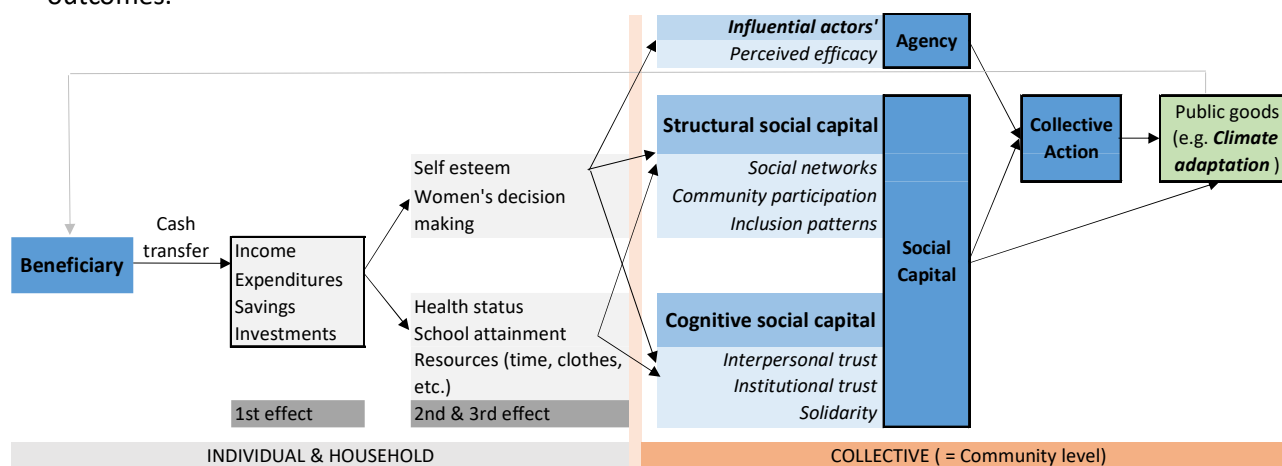 outcomes.
Influential actors'
Perceived efficacy
Agency
Structural social capital
Social networks
Community participation
Inclusion patterns
Collective
Action
Public goods
(e.g. Climate
adaptation )
Self esteem
Women's decision
making
Cash
transfer
Beneficiary
Income
Expenditures
Savings
Investments
Health status
School attainment
Resources (time, clothes,
etc.)
Social
Capital
Cognitive social capital
Interpersonal trust
Institutional trust
Solidarity
1st effect
2nd & 3rd effect
INDIVIDUAL & HOUSEHOLD
COLLECTIVE ( = Community level)